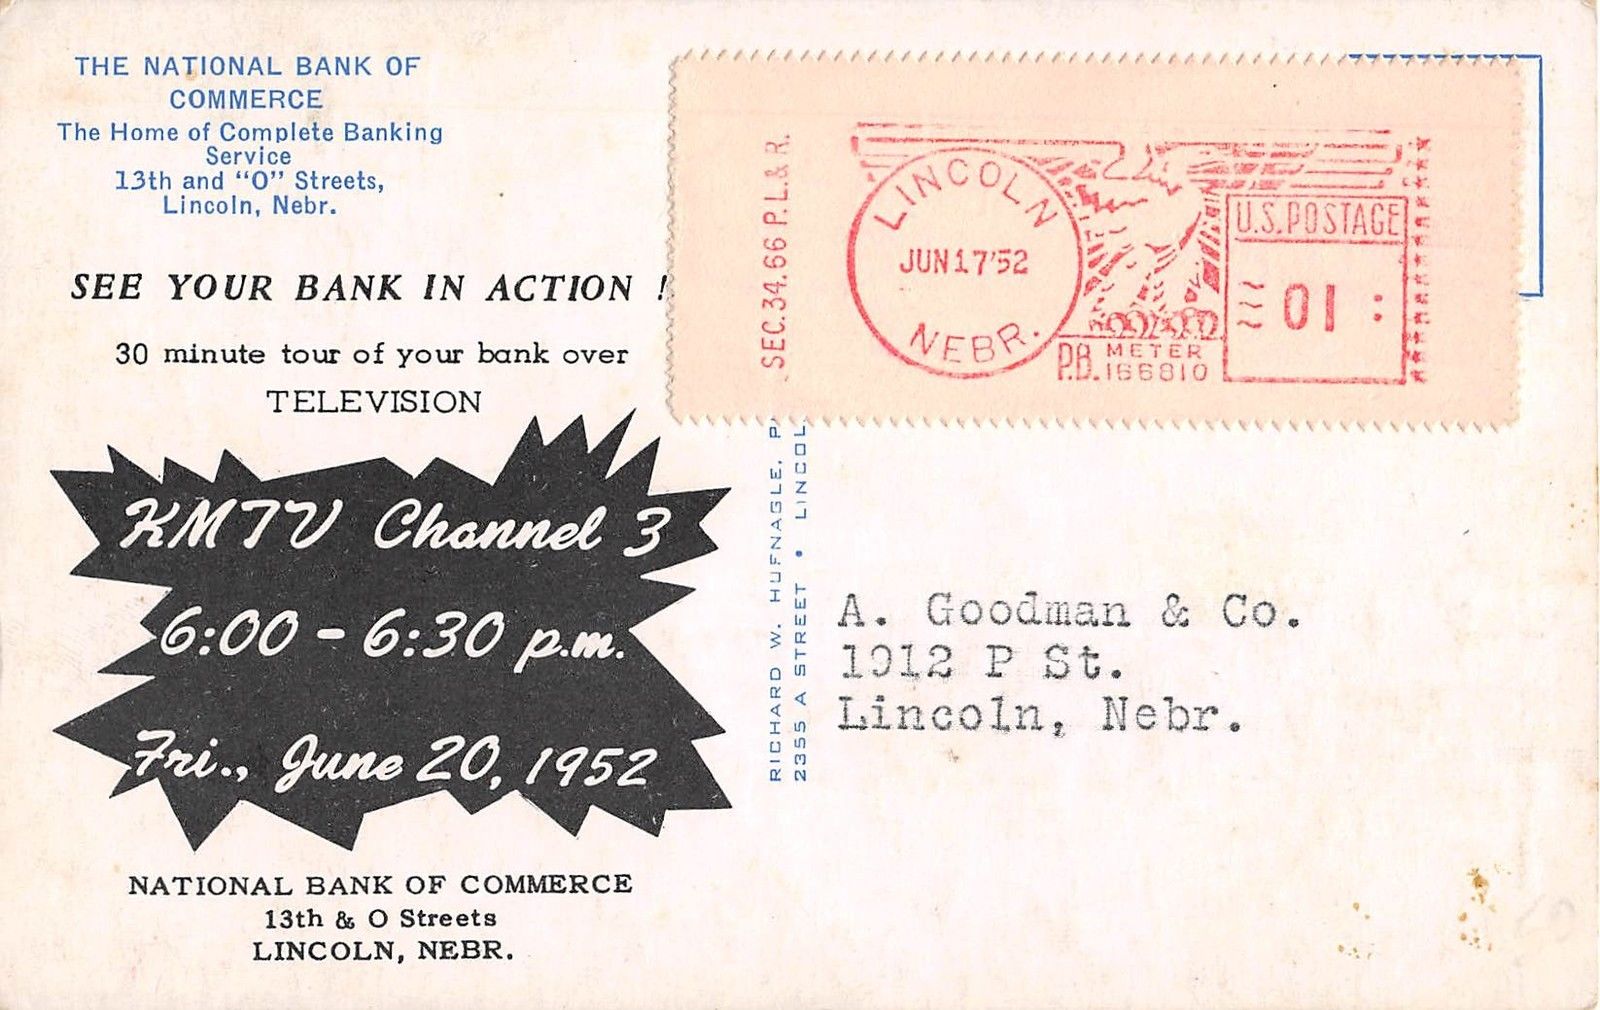 THE NATIONAL BANK OF
COMMERCE
The Home of Complete Banking
Service
13th and “O” Streets,
Lincoln, Nebr.
SEE YOUR BANK IN ACTION !
30 minute tour of your bank over
TELEVISION
KMTV Channel 3
6:00 - 6:30 p.m.
Fri., June 20, 1952
NATIONAL BANK OF COMMERCE
13th & O Streets
LINCOLN, NEBR.
SEC.34.66 P.L.& R.
LINCOLN
JUN17'52
NEBR.
U.S.POSTAGE
01
P.B. METER
166810
RICHARD W. HUFNAGLE, P
2355 A STREET • LINCOL
A. Goodman & Co.
1912 P St.
Lincoln, Nebr.